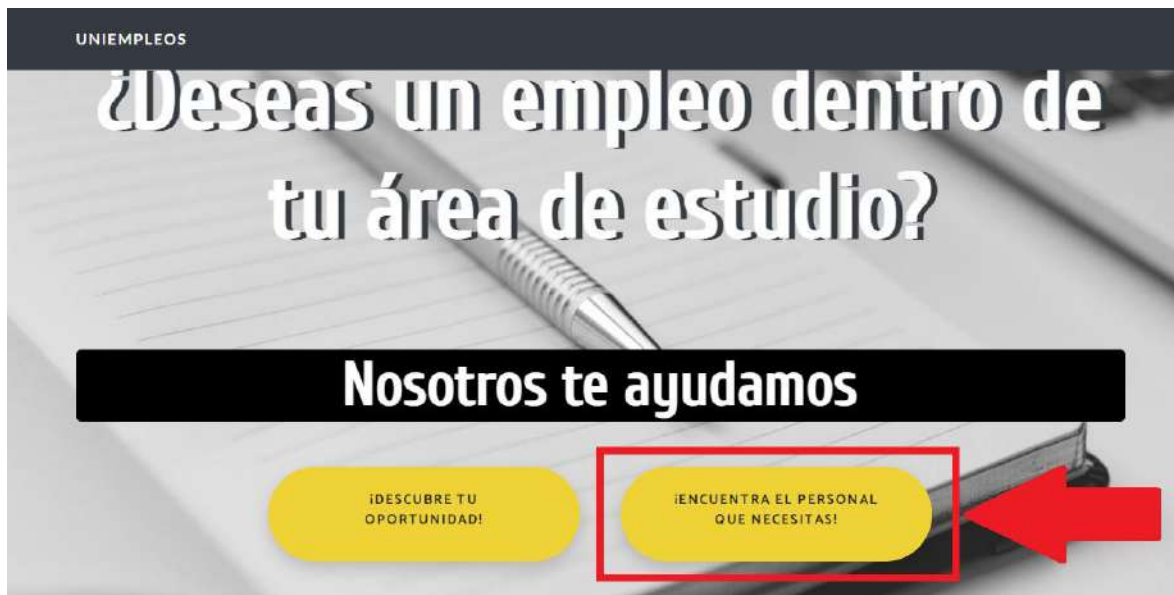 UNIEMPLEOS
¿Deseas un empleo dentro de
tu área de estudio?
Nosotros te ayudamos
¡DESCUBRE TU
OPORTUNIDAD!
¡ENCUENTRA EL PERSONAL
QUE NECESITAS!